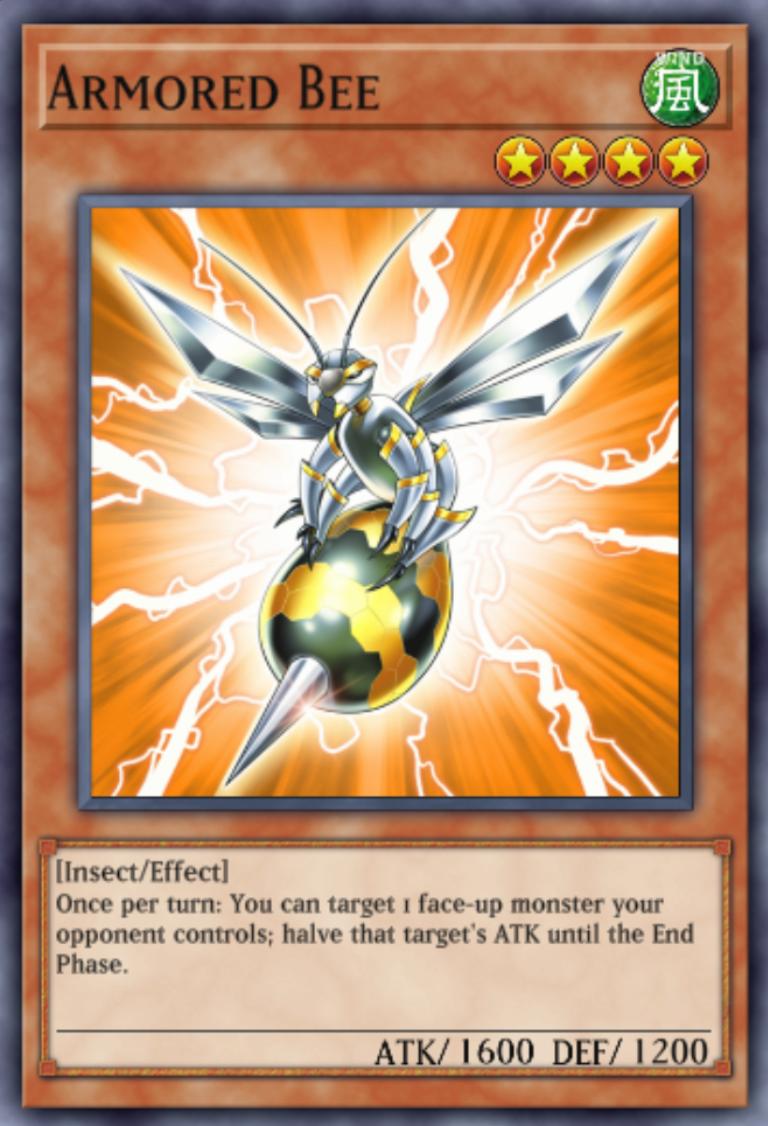 Armored Bee
WIND
風
[Insect/Effect]
Once per turn: You can target 1 face-up monster your
opponent controls; halve that target's ATK until the End
Phase.
ATK/ 1600 DEF/ 1200